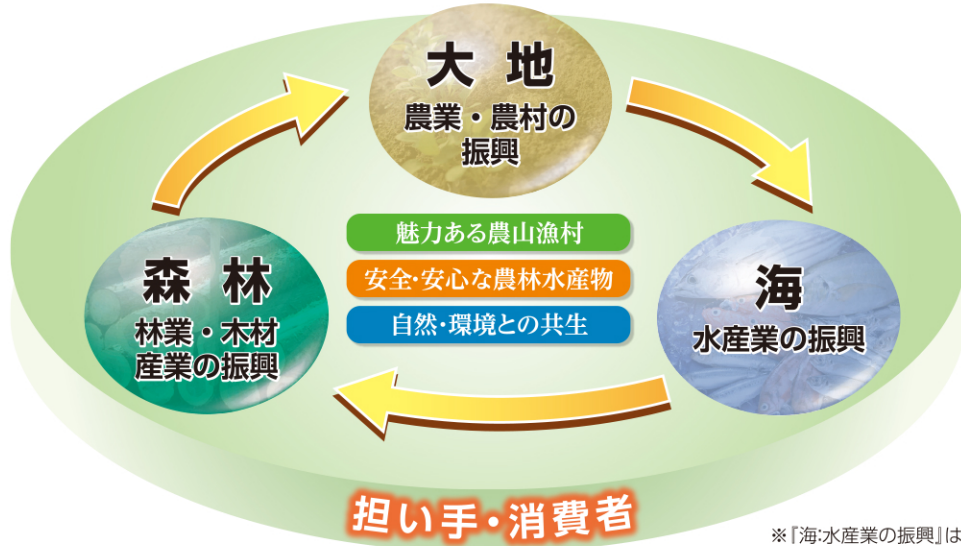 大地
農業・農村の
振興
森林
林業・木材
産業の振興
魅力ある農山漁村
安全・安心な農林水産物
自然・環境との共生
海
水産業の振興
担い手・消費者
※『海:水産業の振興』は